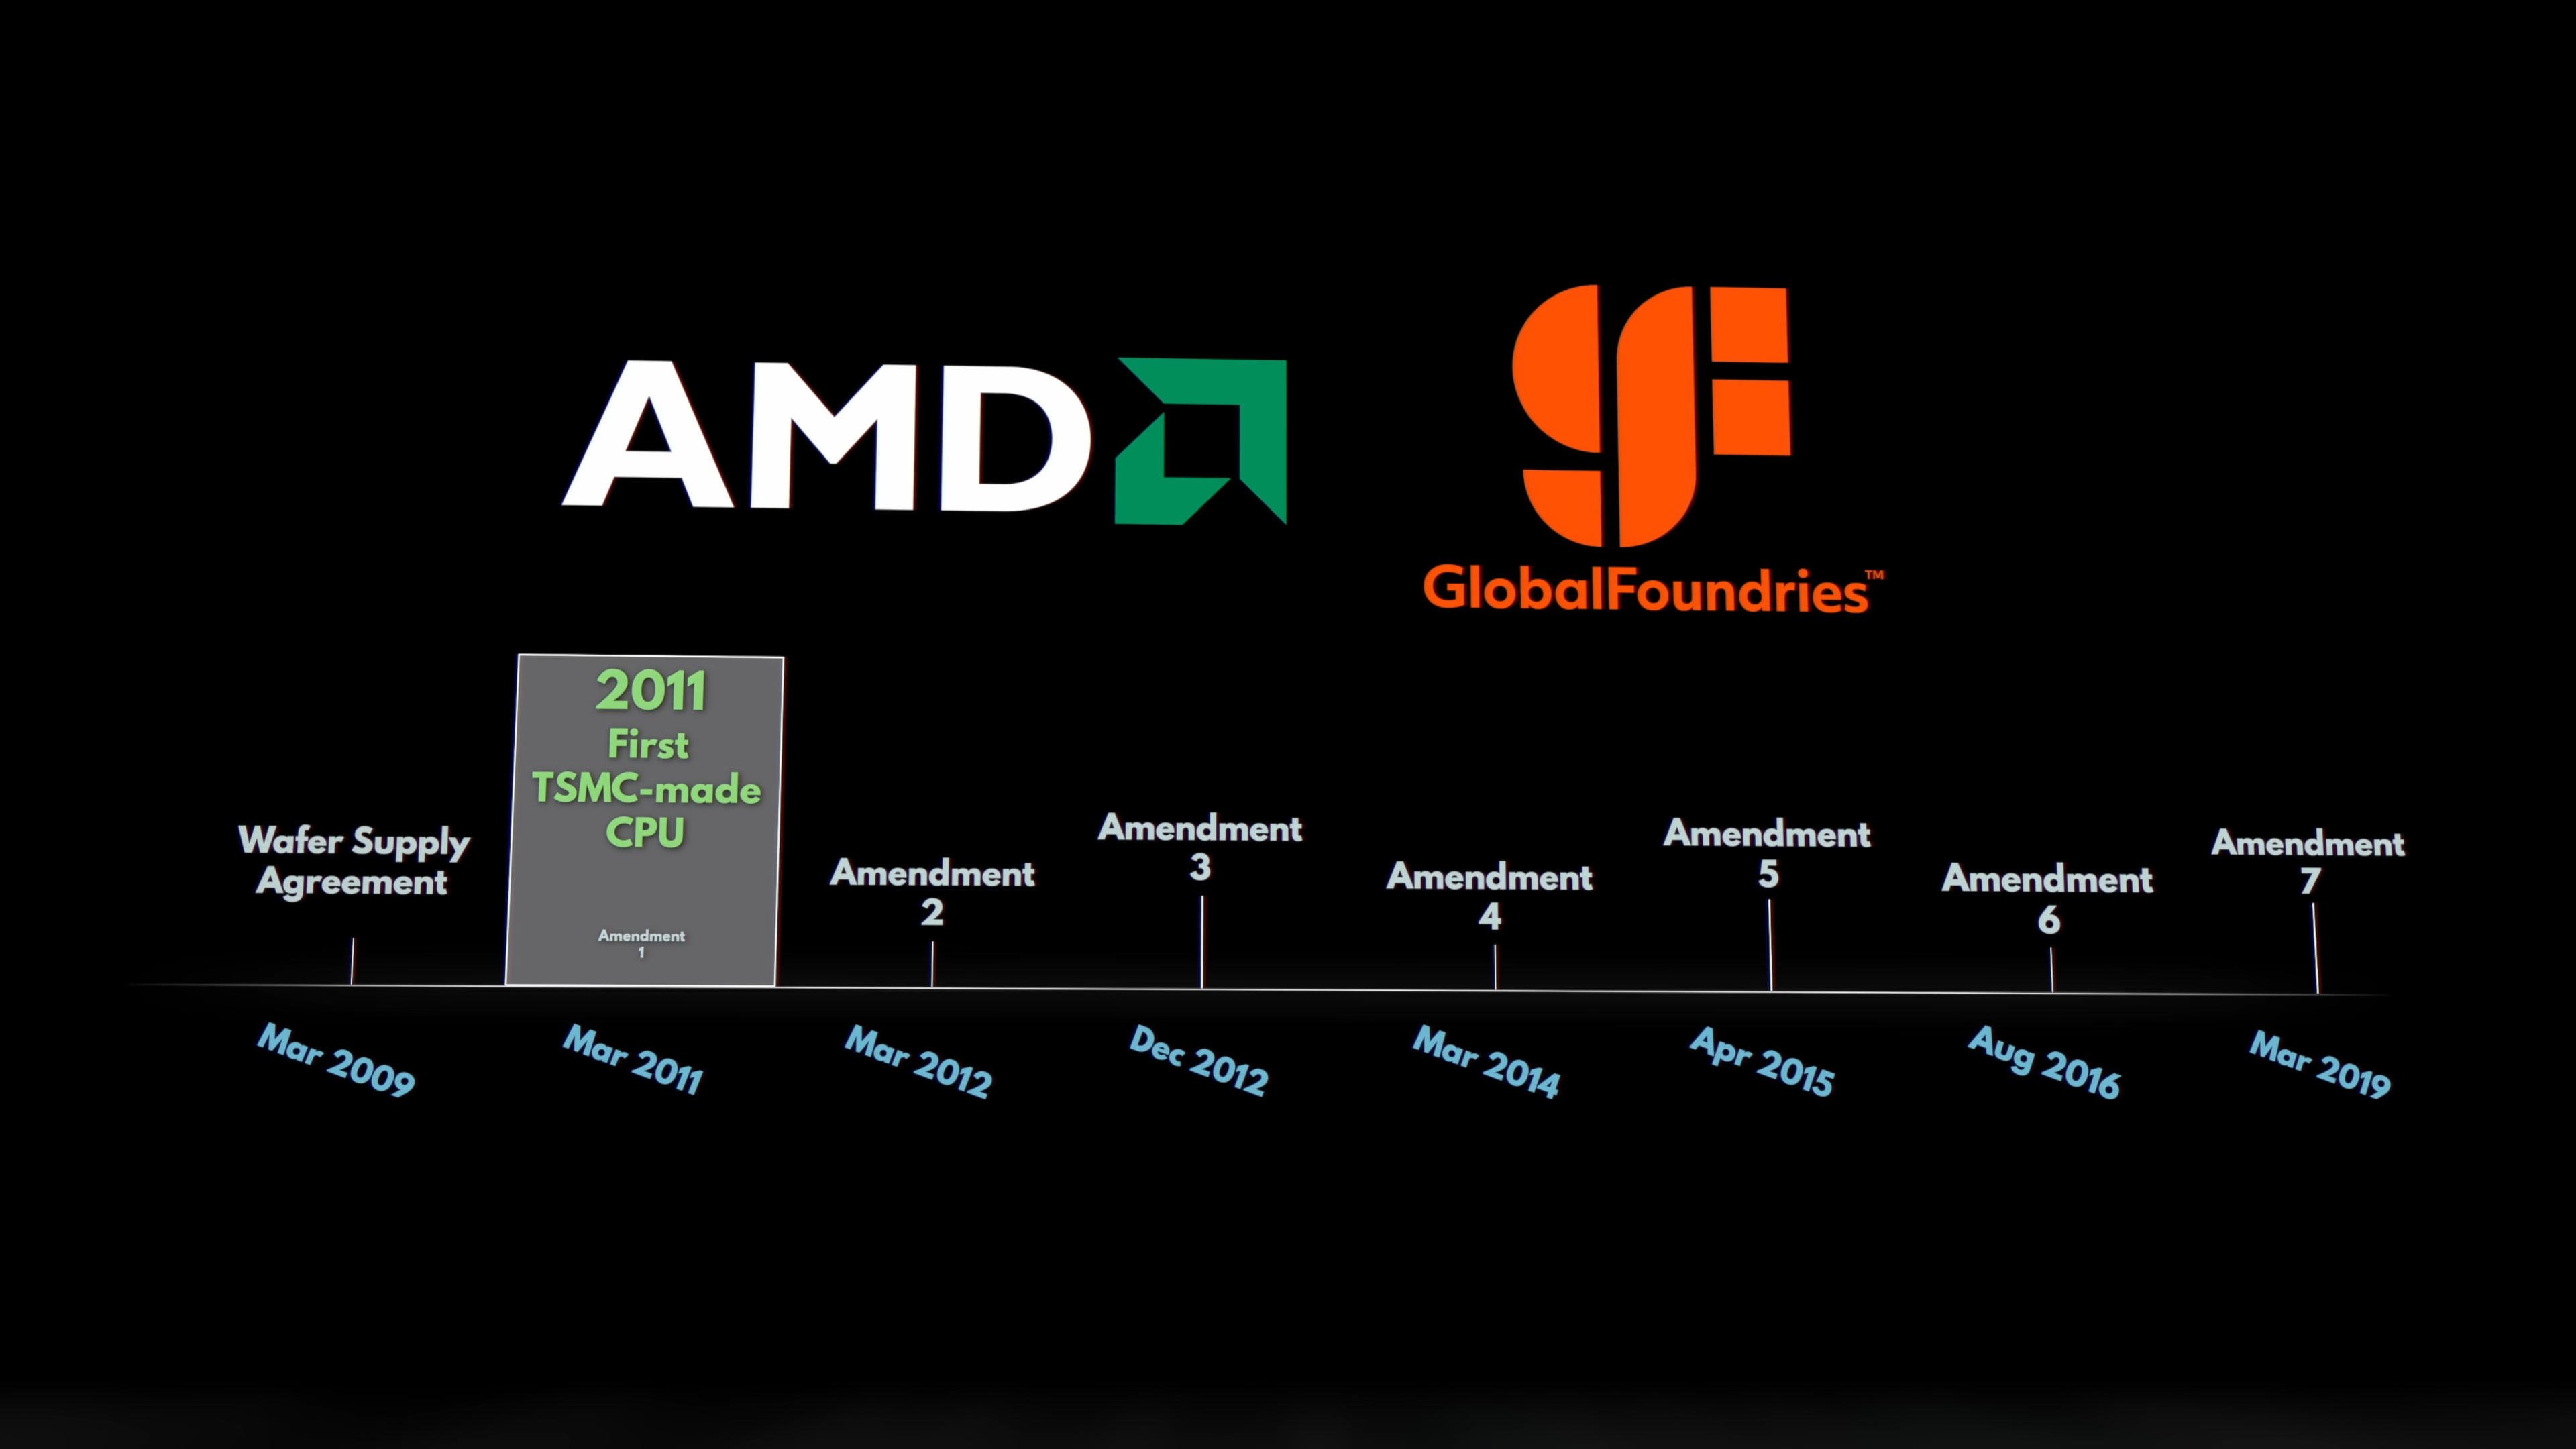 AMD
GlobalFoundries™
2011
First
TSMC-made
CPU
Amendment
1
Wafer Supply
Agreement
Amendment
2
Amendment
3
Amendment
4
Amendment
5
Amendment
6
Amendment
7
Mar 2009
Mar 2011
Mar 2012
Dec 2012
Mar 2014
Apr 2015
Aug 2016
Mar 2019